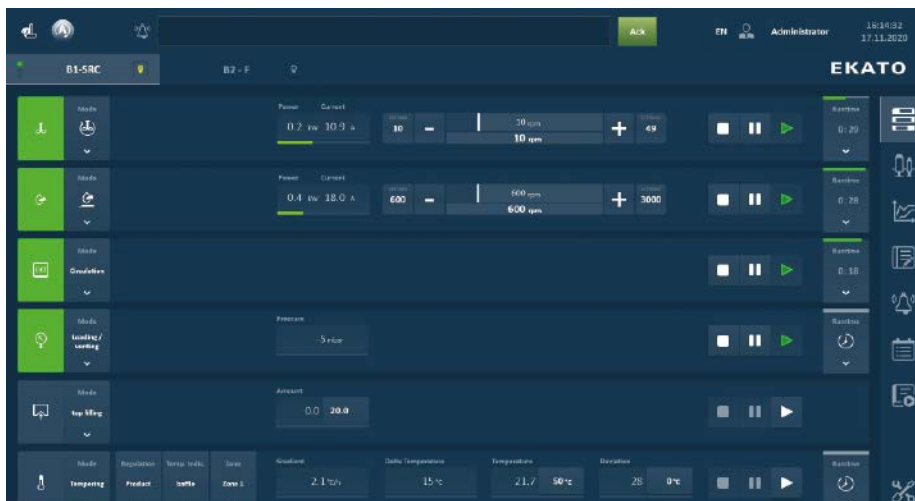 Ack
EN
Administrator
16:14:32
17.11.2020
B1-SRC
B2 - F
EKATO
Mode
Power Current
0.2 kW 10.9 A
10
10 rpm
10 rpm
49
Runtime
0:29
Mode
Power Current
0.4 kW 18.0 A
600
600 rpm
600 rpm
3000
Runtime
0:28
Mode
Circulation
Runtime
0:18
Mode
Loading /
venting
Pressure
-5 mbar
Runtime
Mode
top filling
Amount
0.0 20.0
Mode
Tempering
Regulation
Product
Temp. Indic.
baffle
Zone
Zone 1
Gradient
2.1 °C/h
Delta Temperature
15 °C
Temperature
21.7 50 °C
Deviation
28 0 °C
Runtime